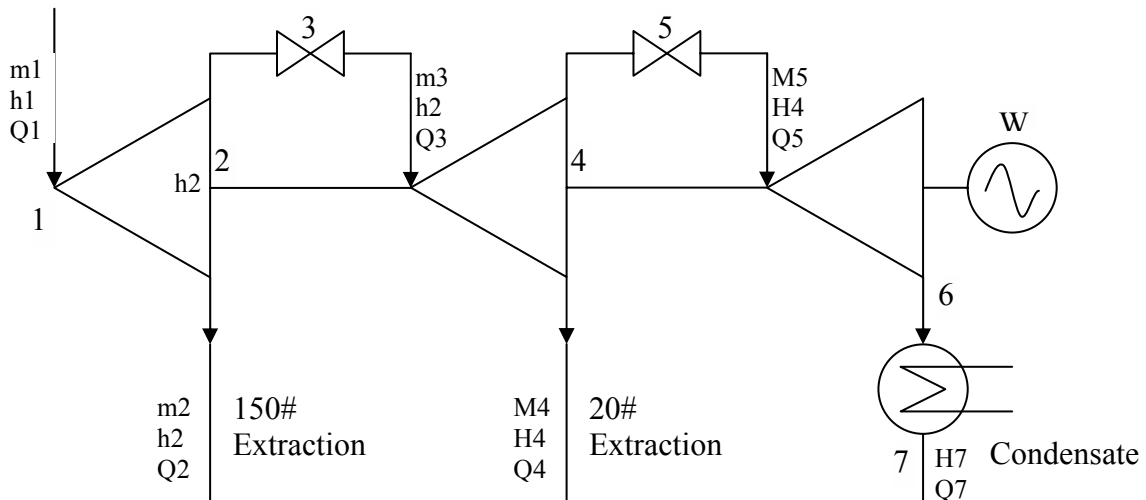 3
5
m1
h1
Q1
m3
h2
Q3
M5
H4
Q5
W
2
h2
4
1
6
m2
h2
Q2
150#
Extraction
M4
H4
Q4
20#
Extraction
7
H7
Q7
Condensate